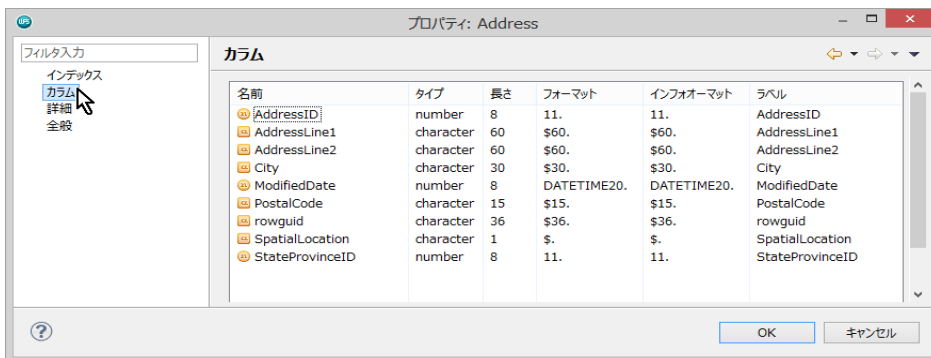 WPS
プロパティ: Address
フィルタ入力
インデックス
カラム
詳細
全般
カラム
名前 タイプ 長さ フォーマット インフォオーマット ラベル
AddressID number 8 11. 11. AddressID
AddressLine1 character 60 $60. $60. AddressLine1
AddressLine2 character 60 $60. $60. AddressLine2
City character 30 $30. $30. City
ModifiedDate number 8 DATETIME20. DATETIME20. ModifiedDate
PostalCode character 15 $15. $15. PostalCode
rowguid character 36 $36. $36. rowguid
SpatialLocation character 1 $. $. SpatialLocation
StateProvinceID number 8 11. 11. StateProvinceID
?
OK キャンセル